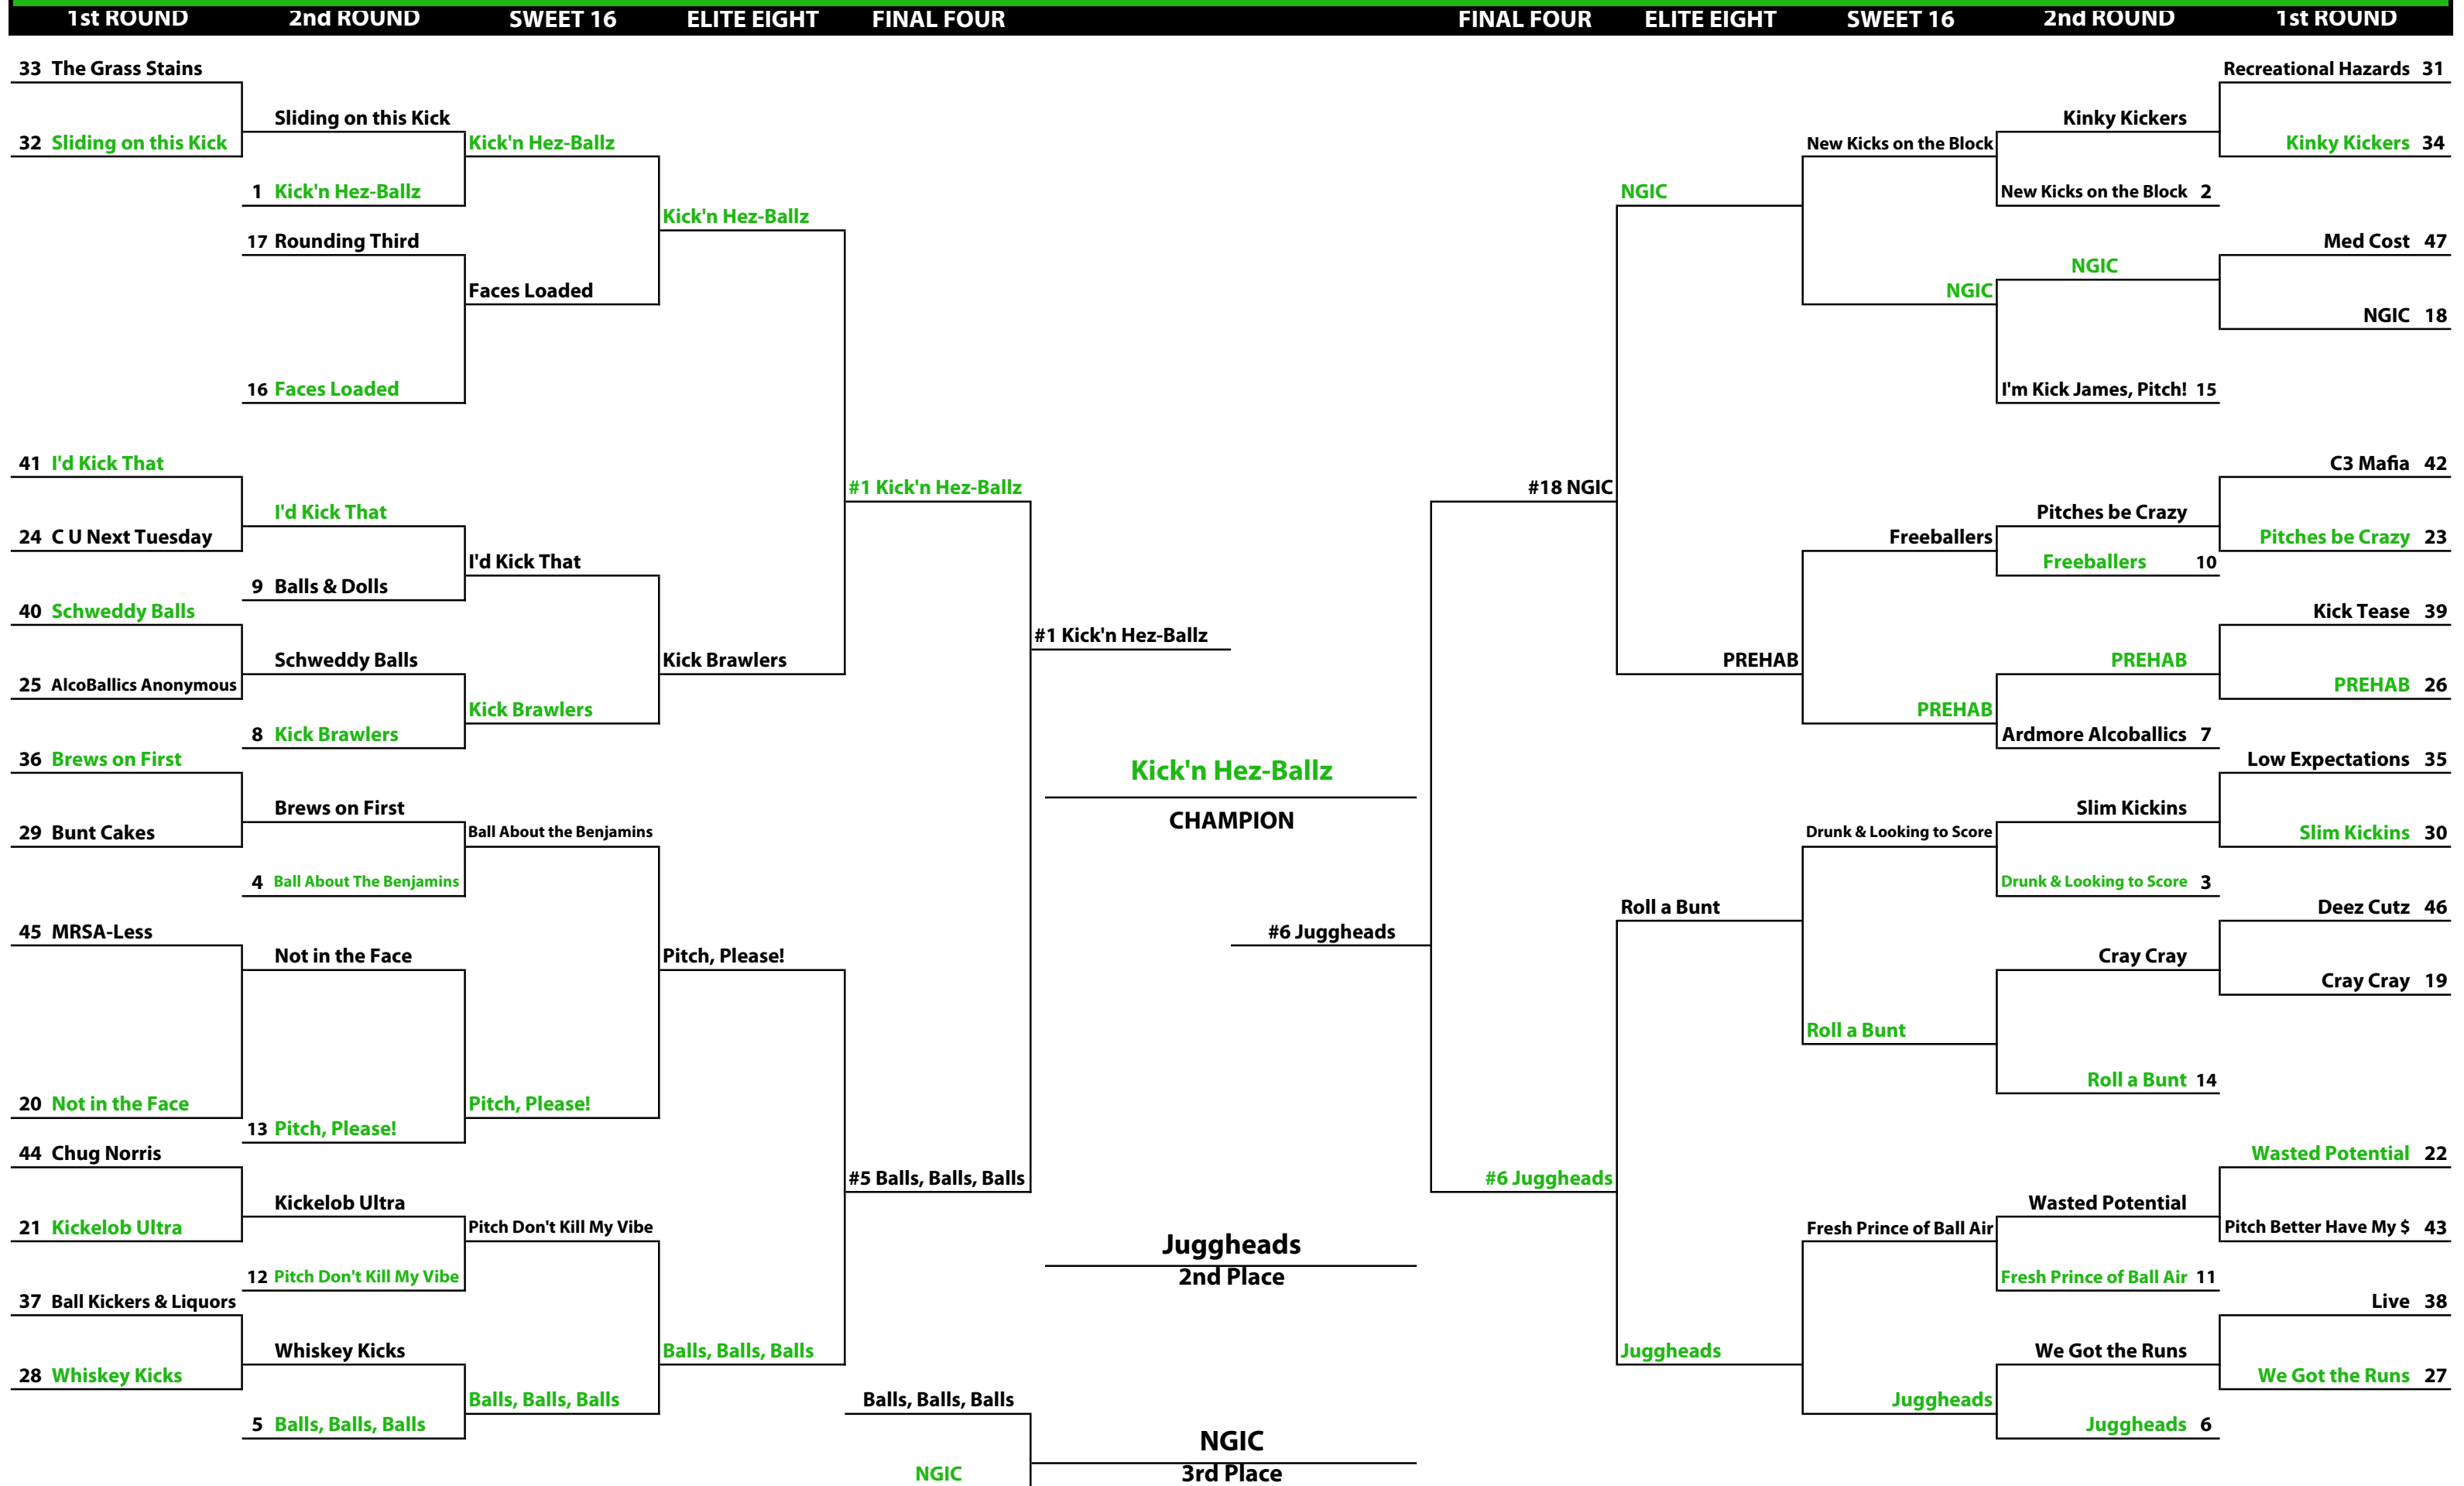 1st ROUND 2nd ROUND SWEET 16 ELITE EIGHT FINAL FOUR FINAL FOUR ELITE EIGHT SWEET 16 2nd ROUND 1st ROUND
33 The Grass Stains
Sliding on this Kick
32 Sliding on this Kick
Kick'n Hez-Ballz
1 Kick'n Hez-Ballz
Kick'n Hez-Ballz
17 Rounding Third
Faces Loaded
16 Faces Loaded
41 I'd Kick That
#1 Kick'n Hez-Ballz
I'd Kick That
24 C U Next Tuesday
I'd Kick That
9 Balls & Dolls
40 Schweddy Balls
#1 Kick'n Hez-Ballz
Schweddy Balls
Kick Brawlers
25 AlcoBallics Anonymous
Kick Brawlers
8 Kick Brawlers
36 Brews on First
Brews on First
29 Bunt Cakes
Ball About the Benjamins
4 Ball About The Benjamins
45 MRSA-Less
Not in the Face
Pitch, Please!
20 Not in the Face
Pitch, Please!
13 Pitch, Please!
44 Chug Norris
#5 Balls, Balls, Balls
Kickelob Ultra
21 Kickelob Ultra
Pitch Don't Kill My Vibe
12 Pitch Don't Kill My Vibe
37 Ball Kickers & Liquors
Whiskey Kicks
Balls, Balls, Balls
28 Whiskey Kicks
Balls, Balls, Balls
5 Balls, Balls, Balls
Kick'n Hez-Ballz
CHAMPION
#6 Juggheads
Juggheads
2nd Place
Balls, Balls, Balls
NGIC
NGIC
3rd Place
Recreational Hazards 31
Kinky Kickers
New Kicks on the Block
Kinky Kickers 34
NGIC
New Kicks on the Block 2
Med Cost 47
NGIC
NGIC
NGIC 18
I'm Kick James, Pitch! 15
C3 Mafia 42
#18 NGIC
Pitches be Crazy
Freeballers
Pitches be Crazy 23
Freeballers 10
Kick Tease 39
PREHAB
PREHAB
PREHAB 26
PREHAB
Ardmore Alcoballics 7
Low Expectations 35
Slim Kickins
Drunk & Looking to Score
Slim Kickins 30
Drunk & Looking to Score 3
Roll a Bunt
Deez Cutz 46
Cray Cray
Cray Cray 19
Roll a Bunt
Roll a Bunt 14
Wasted Potential 22
#6 Juggheads
Wasted Potential
Fresh Prince of Ball Air
Pitch Better Have My $ 43
Fresh Prince of Ball Air 11
Live 38
Juggheads
We Got the Runs
We Got the Runs 27
Juggheads
Juggheads 6